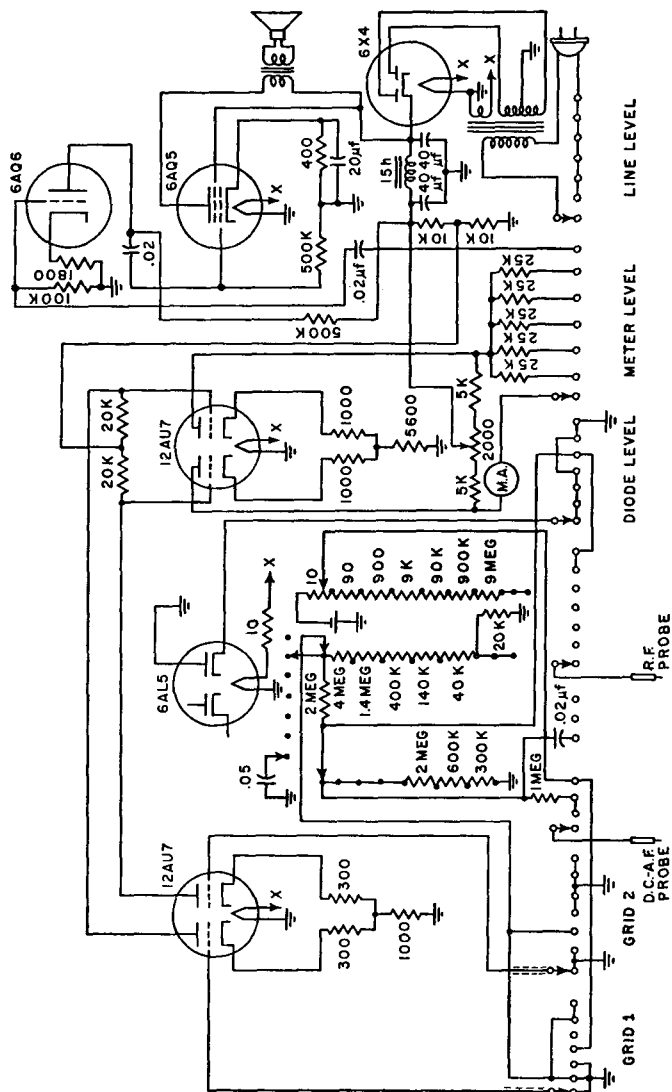 6AQ6
6X4
6AQ5
X
X
X
400
20µf
15h
40
µf
40
µf
500K
.02
1800
100K
.02µf
10K
10K
500K
25K
25K
25K
25K
25K
20K
20K
12AU7
X
1000
1000
5600
5K
2000
5K
M.A.
6AL5
10
X
10
90
900
9K
90K
900K
9MEG
20K
2 MEG
4MEG
1.4MEG
400K
140K
40K
.05
2MEG
600K
300K
1MEG
.02µf
12AU7
X
300
300
1000
GRID 1
GRID 2
D.C.-A.F.
PROBE
R.F.
PROBE
DIODE LEVEL
METER LEVEL
LINE LEVEL